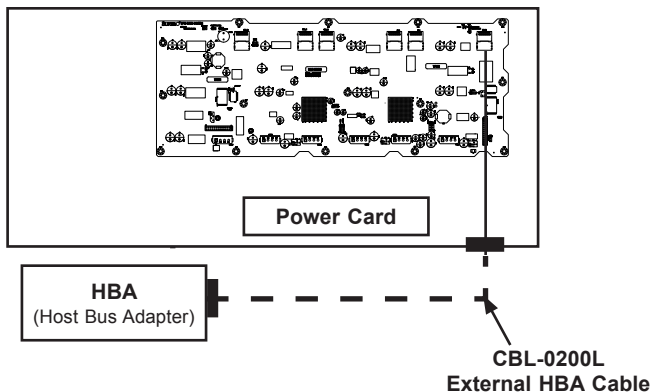 Power Card
HBA
(Host Bus Adapter)
CBL-0200L
External HBA Cable